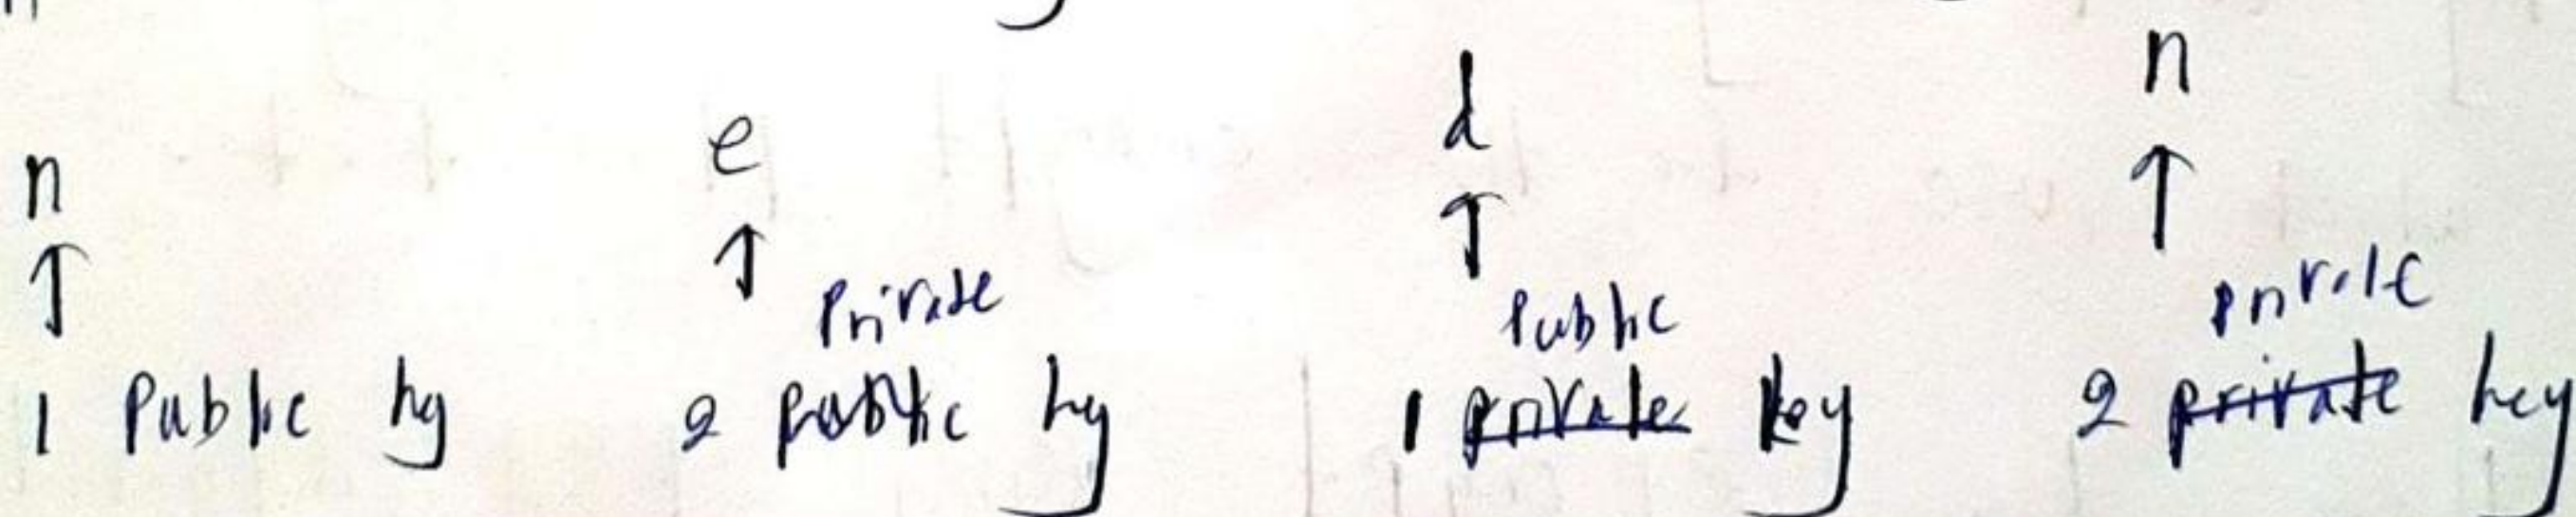 n e d n
↑ ↑ ↑ ↑
Private Public private
1 Public key 2 public key 1 private key 2 private key